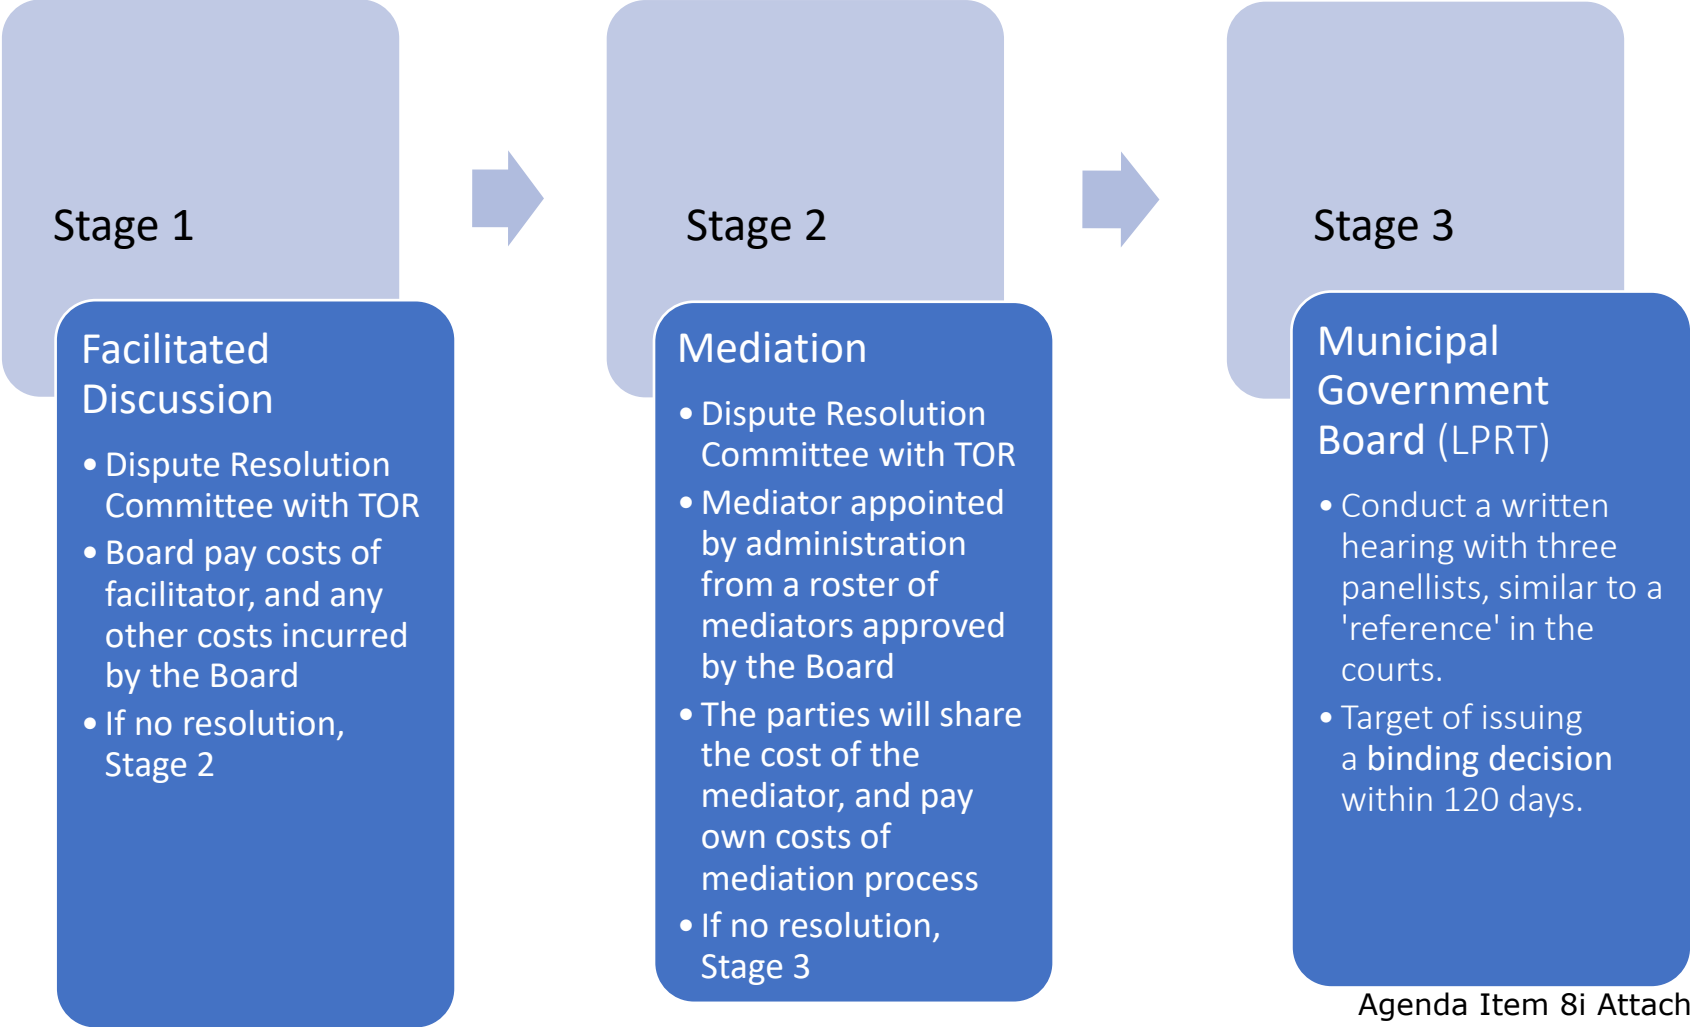 Stage 1
Facilitated
Discussion
• Dispute Resolution
Committee with TOR
• Board pay costs of
facilitator, and any
other costs incurred
by the Board
• If no resolution,
Stage 2
Stage 2
Mediation
• Dispute Resolution
Committee with TOR
• Mediator appointed
by administration
from a roster of
mediators approved
by the Board
• The parties will share
the cost of the
mediator, and pay
own costs of
mediation process
• If no resolution,
Stage 3
Stage 3
Municipal
Government
Board (LPRT)
• Conduct a written
hearing with three
panellists, similar to a
'reference' in the
courts.
• Target of issuing
a binding decision
within 120 days.
Agenda Item 8i Attach